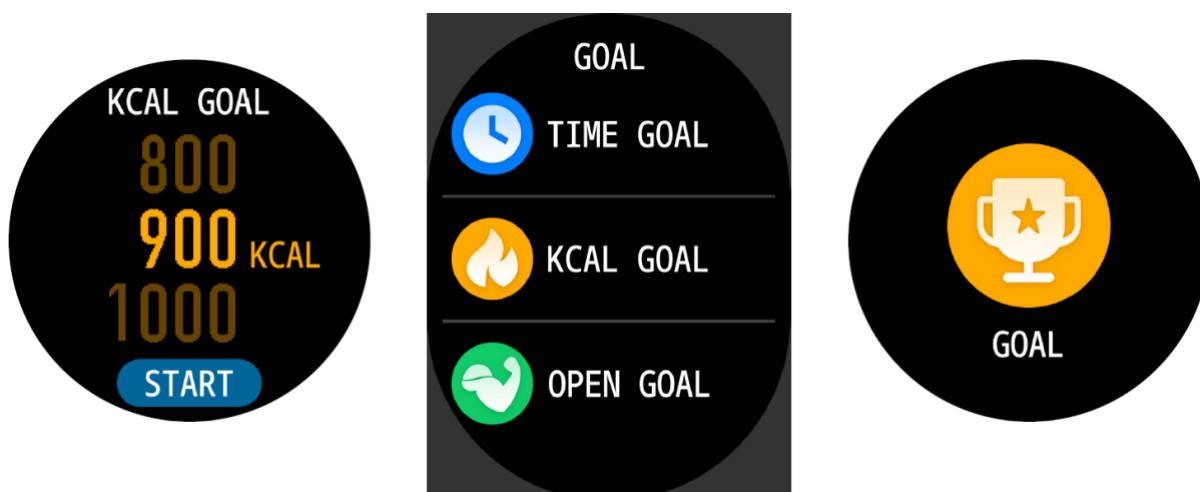 KCAL GOAL
800
900 KCAL
1000
START
GOAL
TIME GOAL
KCAL GOAL
OPEN GOAL
GOAL